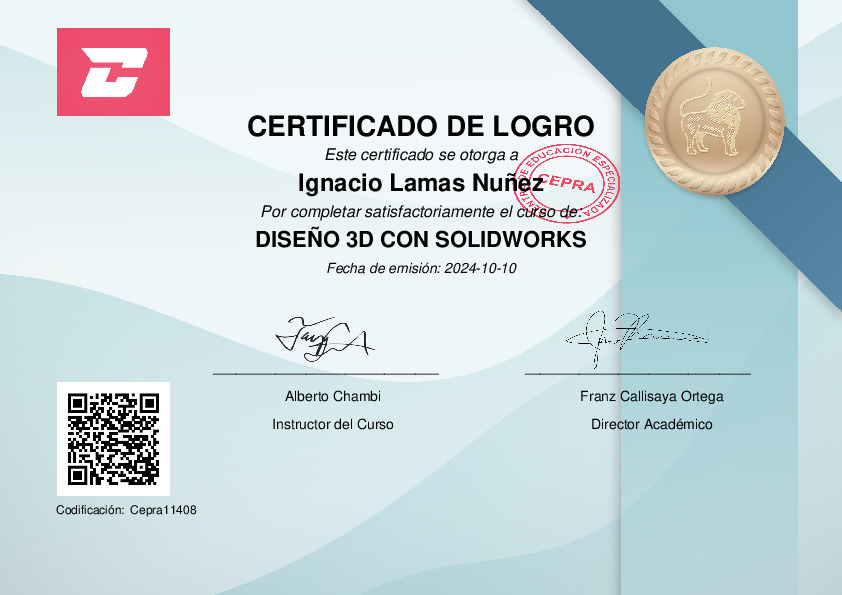 CERTIFICADO DE LOGRO
Este certificado se otorga a
Ignacio Lamas Nuñez
Por completar satisfactoriamente el curso de:
DISEÑO 3D CON SOLIDWORKS
Fecha de emisión: 2024-10-10
CENTRO DE EDUCACIÓN ESPECIALIZADA
CEPRA
Alberto Chambi
Franz Callisaya Ortega
Instructor del Curso
Director Académico
Codificación: Cepra11408